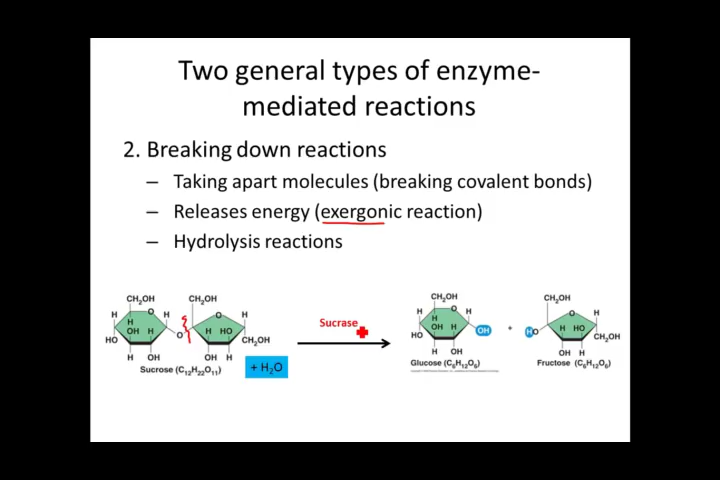 Two general types of enzyme-
mediated reactions
2. Breaking down reactions
– Taking apart molecules (breaking covalent bonds)
– Releases energy (exergonic reaction)
– Hydrolysis reactions
CH₂OH CH₂OH
H O H O H
H
OH H H HO
HO O CH₂OH
H OH OH H
Sucrose (C₁₂H₂₂O₁₁)
+ H₂O
Sucrase
CH₂OH
H O H
H
OH H OH
HO
H OH
Glucose (C₆H₁₂O₆)
+
CH₂OH
O H
HO H HO
CH₂OH
OH H
Fructose (C₆H₁₂O₆)